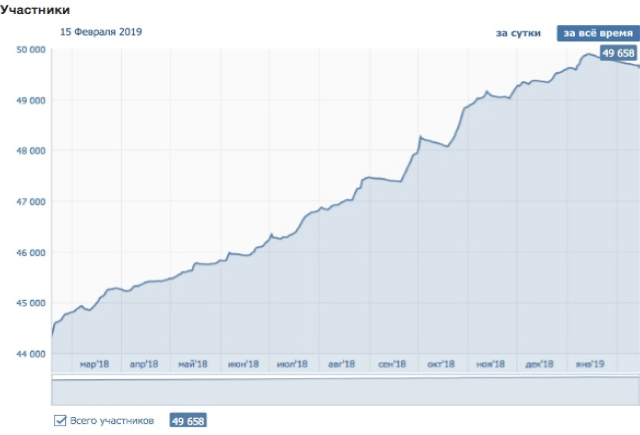 Участники
15 Февраля 2019 за сутки за всё время
50 000 49 658
49 000
48 000
47 000
46 000
45 000
44 000
мар'18 апр'18 май'18 июн'18 июл'18 авг'18 сен'18 окт'18 ноя'18 дек'18 янв'19
Всего участников 49 658